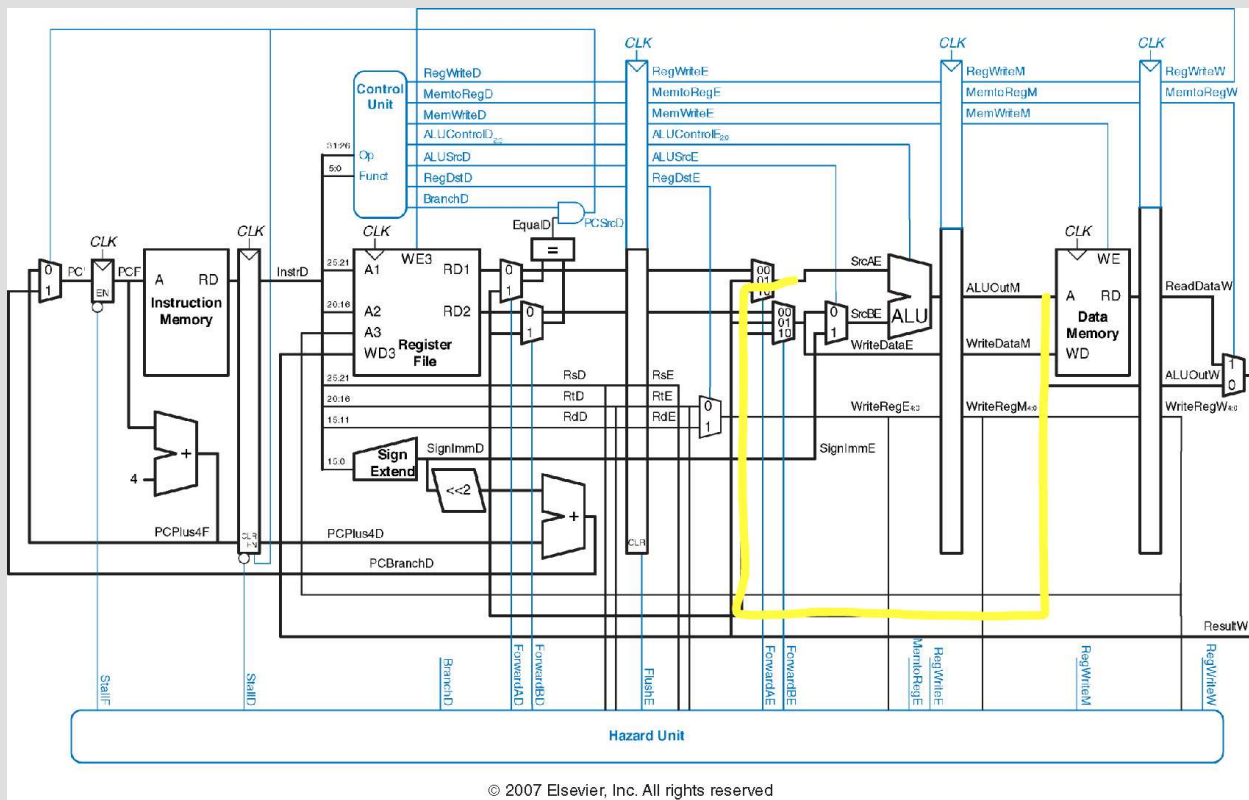 CLK
CLK
CLK
RegWriteD
RegWriteE
RegWriteM
RegWriteW
Control
Unit
MemtoRegD
MemtoRegE
MemtoRegM
MemtoRegW
MemWriteD
MemWriteE
MemWriteM
ALUControlD
ALUControlE2:0
31:26
Op
ALUSrcD
ALUSrcE
5:0
Funct
RegDstD
RegDstE
BranchD
EqualD
PCSrcD
CLK
CLK
CLK
CLK
=
0
1
PC'
EN
PCF
A
RD
Instruction
Memory
InstrD
25:21
A1
WE3
RD1
0
1
00
01
10
SrcAE
ALU
ALUOutM
WE
A
RD
Data
Memory
WD
ReadDataW
20:16
A2
RD2
A3
WD3
Register
File
0
1
00
01
10
0
1
SrcBE
WriteDataE
WriteDataM
ALUOutW
1
0
25:21
RsD
RsE
20:16
RtD
RtE
15:11
RdD
RdE
0
1
WriteRegE4:0
WriteRegM4:0
WriteRegW4:0
+
4
15:0
Sign
Extend
SignImmD
SignImmE
<<2
+
PCPlus4F
CLR
EN
PCPlus4D
CLR
PCBranchD
ResultW
StallF
StallD
BranchD
ForwardAD
ForwardBD
FlushE
ForwardAE
ForwardBE
MemtoRegE
RegWriteE
RegWriteM
RegWriteW
Hazard Unit
© 2007 Elsevier, Inc. All rights reserved